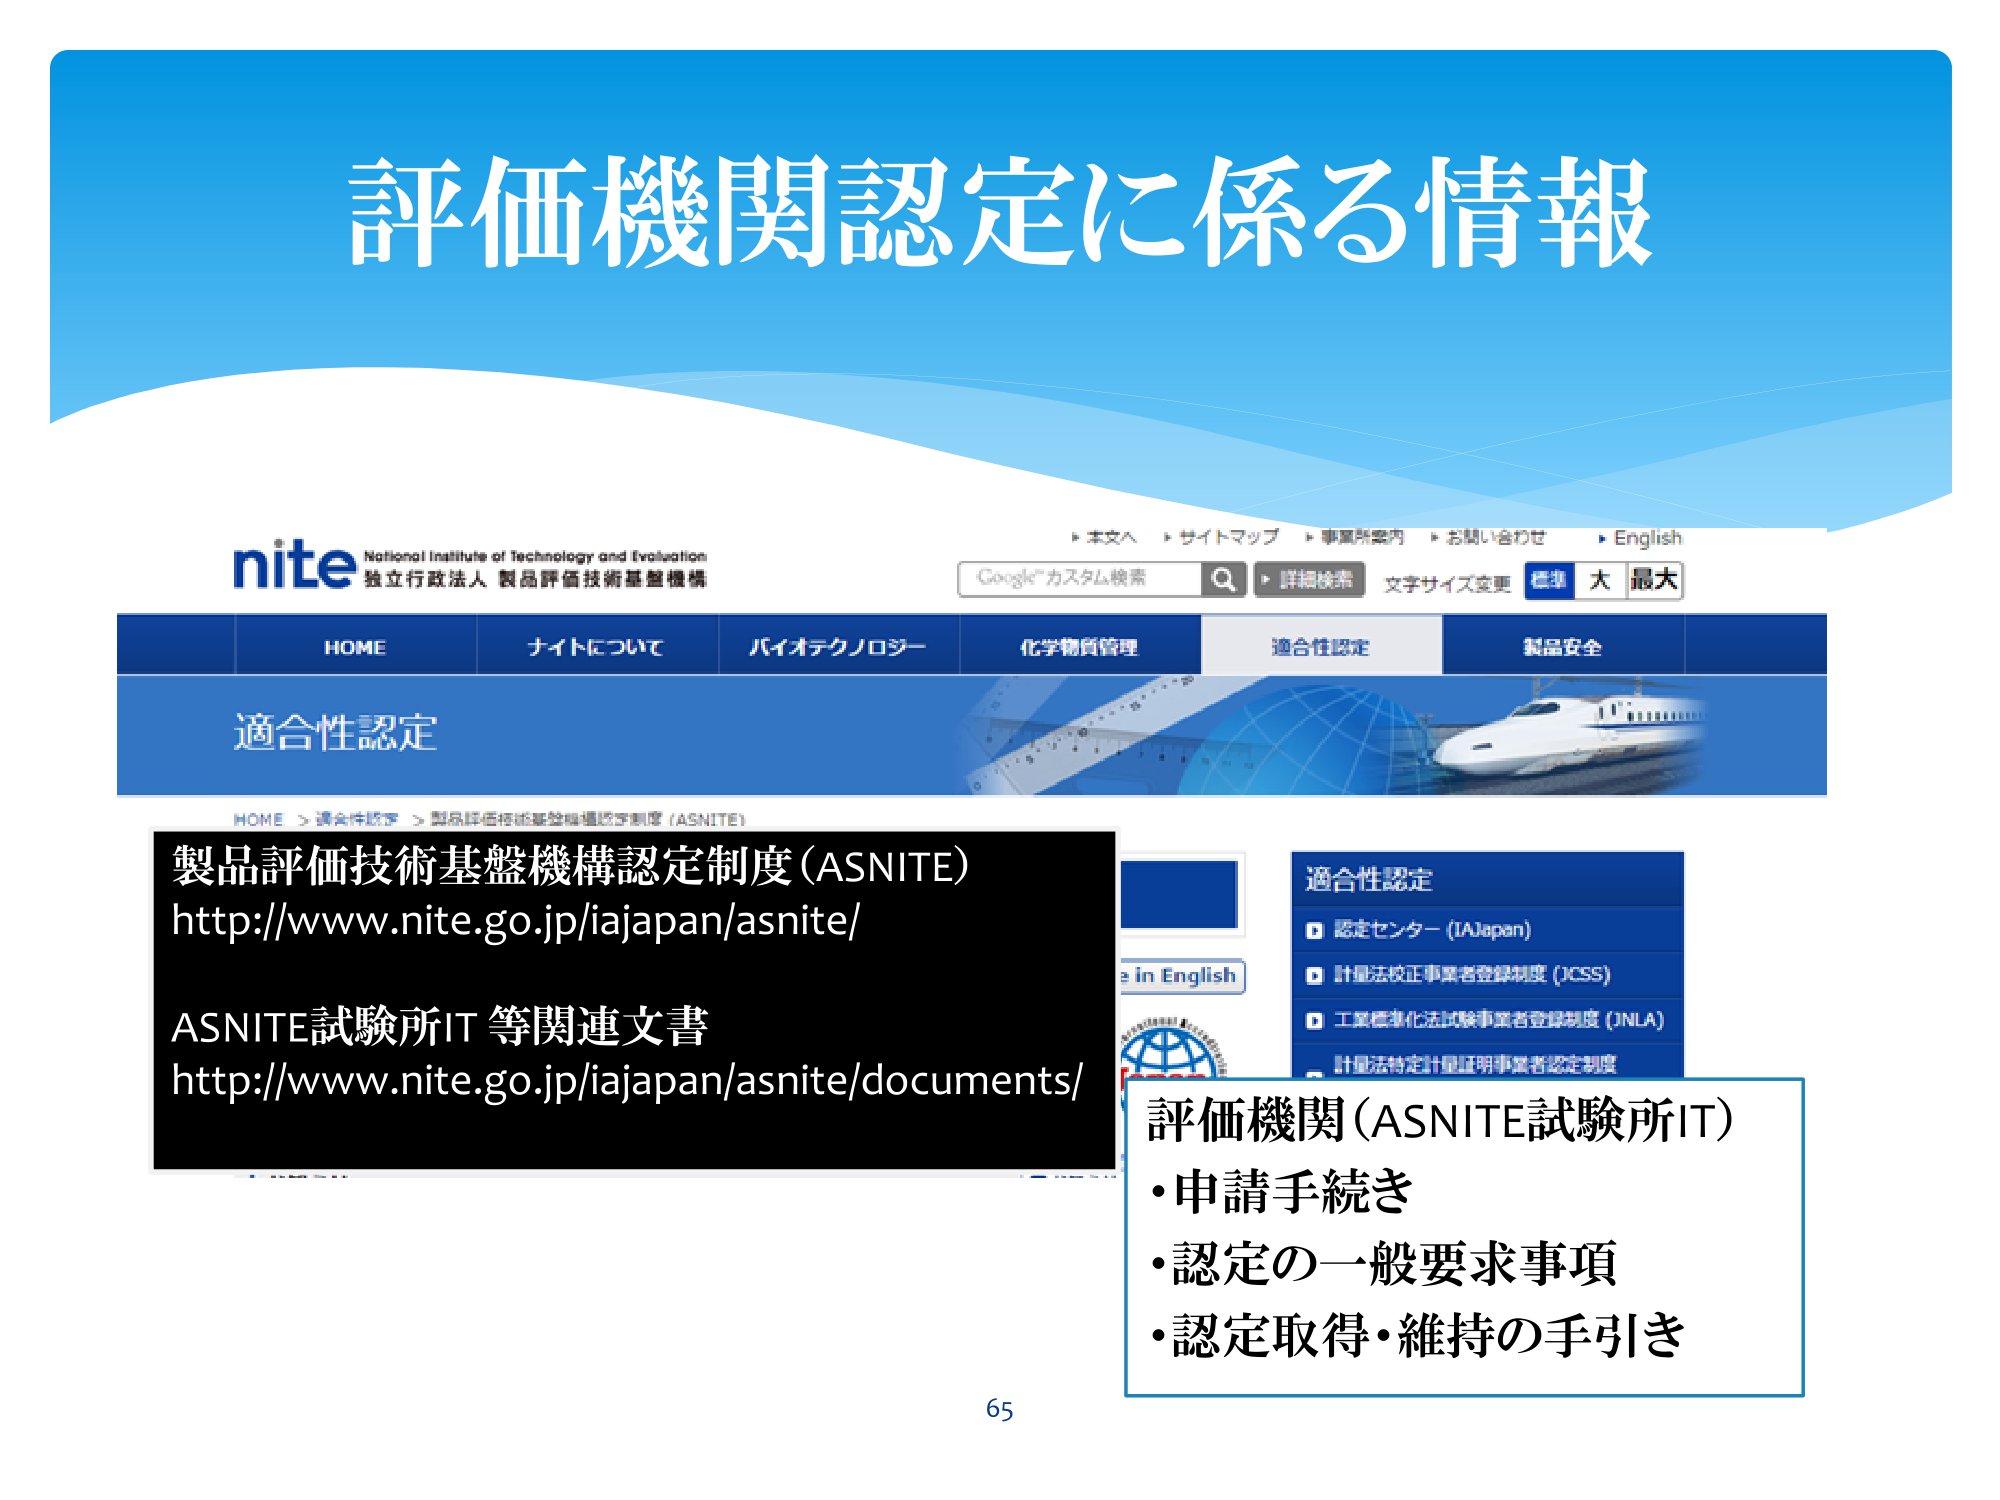 評価機関認定に係る情報
本文へ サイトマップ 事業所案内 お問い合わせ English
nite National Institute of Technology and Evaluation
独立行政法人 製品評価技術基盤機構
Google™ カスタム検索 詳細検索 文字サイズ変更 標準 大 最大
HOME ナイトについて バイオテクノロジー 化学物質管理 適合性認定 製品安全
適合性認定
HOME > 適合性認定 > 製品評価技術基盤機構認定制度 (ASNITE)
製品評価技術基盤機構認定制度（ASNITE）
http://www.nite.go.jp/iajapan/asnite/
ASNITE試験所IT 等関連文書
http://www.nite.go.jp/iajapan/asnite/documents/
e in English
適合性認定
認定センター (IAJapan)
計量法校正事業者登録制度 (JCSS)
工業標準化法試験事業者登録制度 (JNLA)
計量法特定計量証明事業者認定制度
評価機関（ASNITE試験所IT）
・申請手続き
・認定の一般要求事項
・認定取得・維持の手引き
65